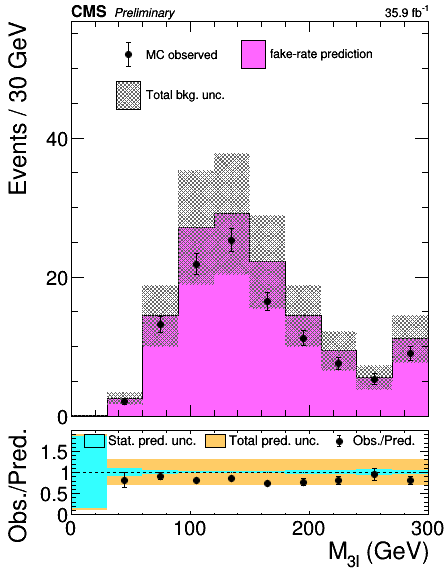 CMS Preliminary 35.9 fb⁻¹
Events / 30 GeV
MC observed
fake-rate prediction
Total bkg. unc.
40
20
0
Obs./Pred.
Stat. pred. unc.
Total pred. unc.
Obs./Pred.
1.5
1
0.5
0
0 100 200 300
M3l (GeV)